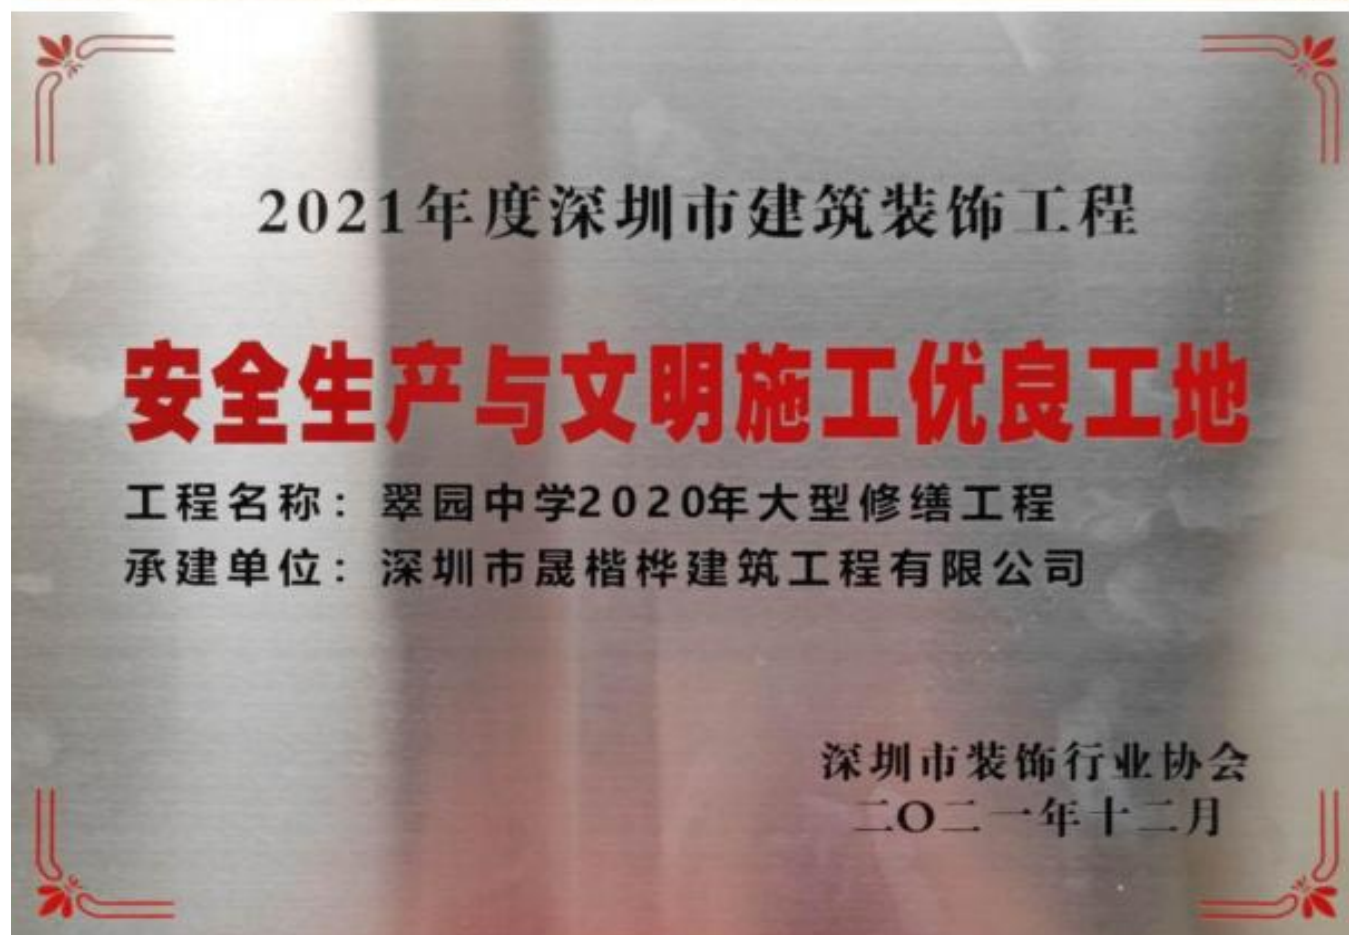 2021年度深圳市建筑装饰工程
安全生产与文明施工优良工地
工程名称：翠园中学2020年大型修缮工程
承建单位：深圳市晟楷桦建筑工程有限公司
深圳市装饰行业协会
二〇二一年十二月